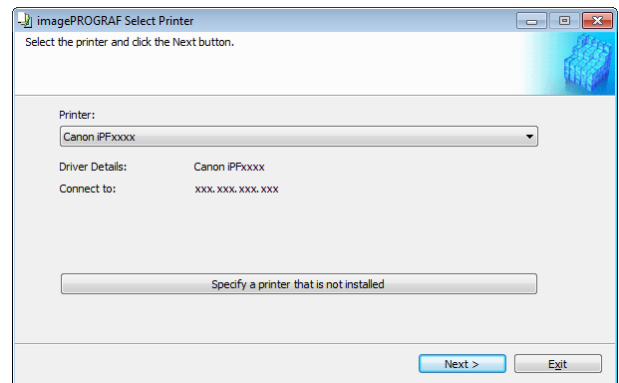 imagePROGRAF Select Printer
Select the printer and click the Next button.
Printer:
Canon iPFxxxx
Driver Details: Canon iPFxxxx
Connect to: xxx.xxx.xxx.xxx
Specify a printer that is not installed
Next > Exit